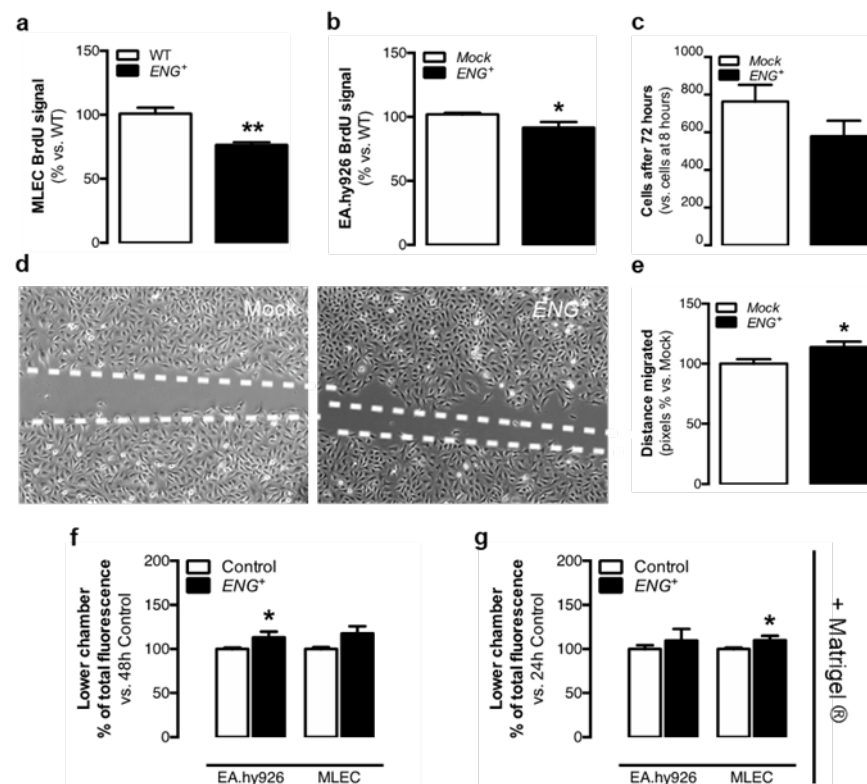 a
MLEC BrdU signal
(% vs. WT)
150
100
50
0
WT
ENG+
**
b
EA.hy926 BrdU signal
(% vs. WT)
150
100
50
0
Mock
ENG+
*
c
Cells after 72 hours
(vs. cells at 8 hours)
1000
800
600
400
200
0
Mock
ENG+
d
Mock
ENG
e
Distance migrated
(pixels % vs. Mock)
150
100
50
0
Mock
ENG+
*
f
Lower chamber
% of total fluorescence
vs. 48h Control
200
150
100
50
0
Control
ENG+
*
EA.hy926 MLEC
g
Lower chamber
% of total fluorescence
vs. 24h Control
200
150
100
50
0
Control
ENG+
*
EA.hy926 MLEC
+ Matrigel ®